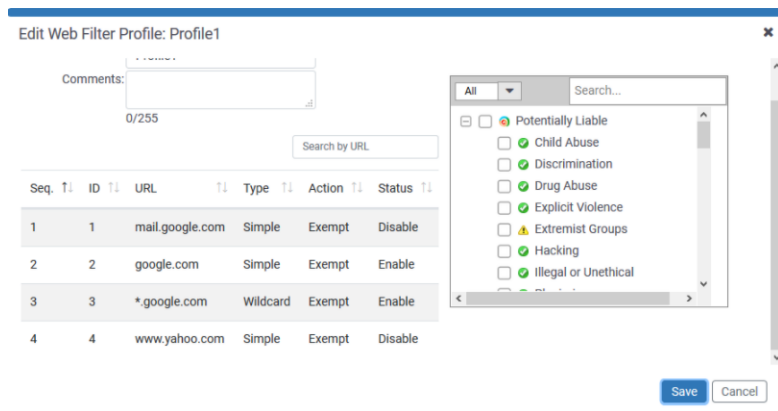 Edit Web Filter Profile: Profile1
Comments:
0/255
Search by URL
Seq. ID URL Type Action Status
1 1 mail.google.com Simple Exempt Disable
2 2 google.com Simple Exempt Enable
3 3 *.google.com Wildcard Exempt Enable
4 4 www.yahoo.com Simple Exempt Disable
All Search...
Potentially Liable
Child Abuse
Discrimination
Drug Abuse
Explicit Violence
Extremist Groups
Hacking
Illegal or Unethical
Save Cancel